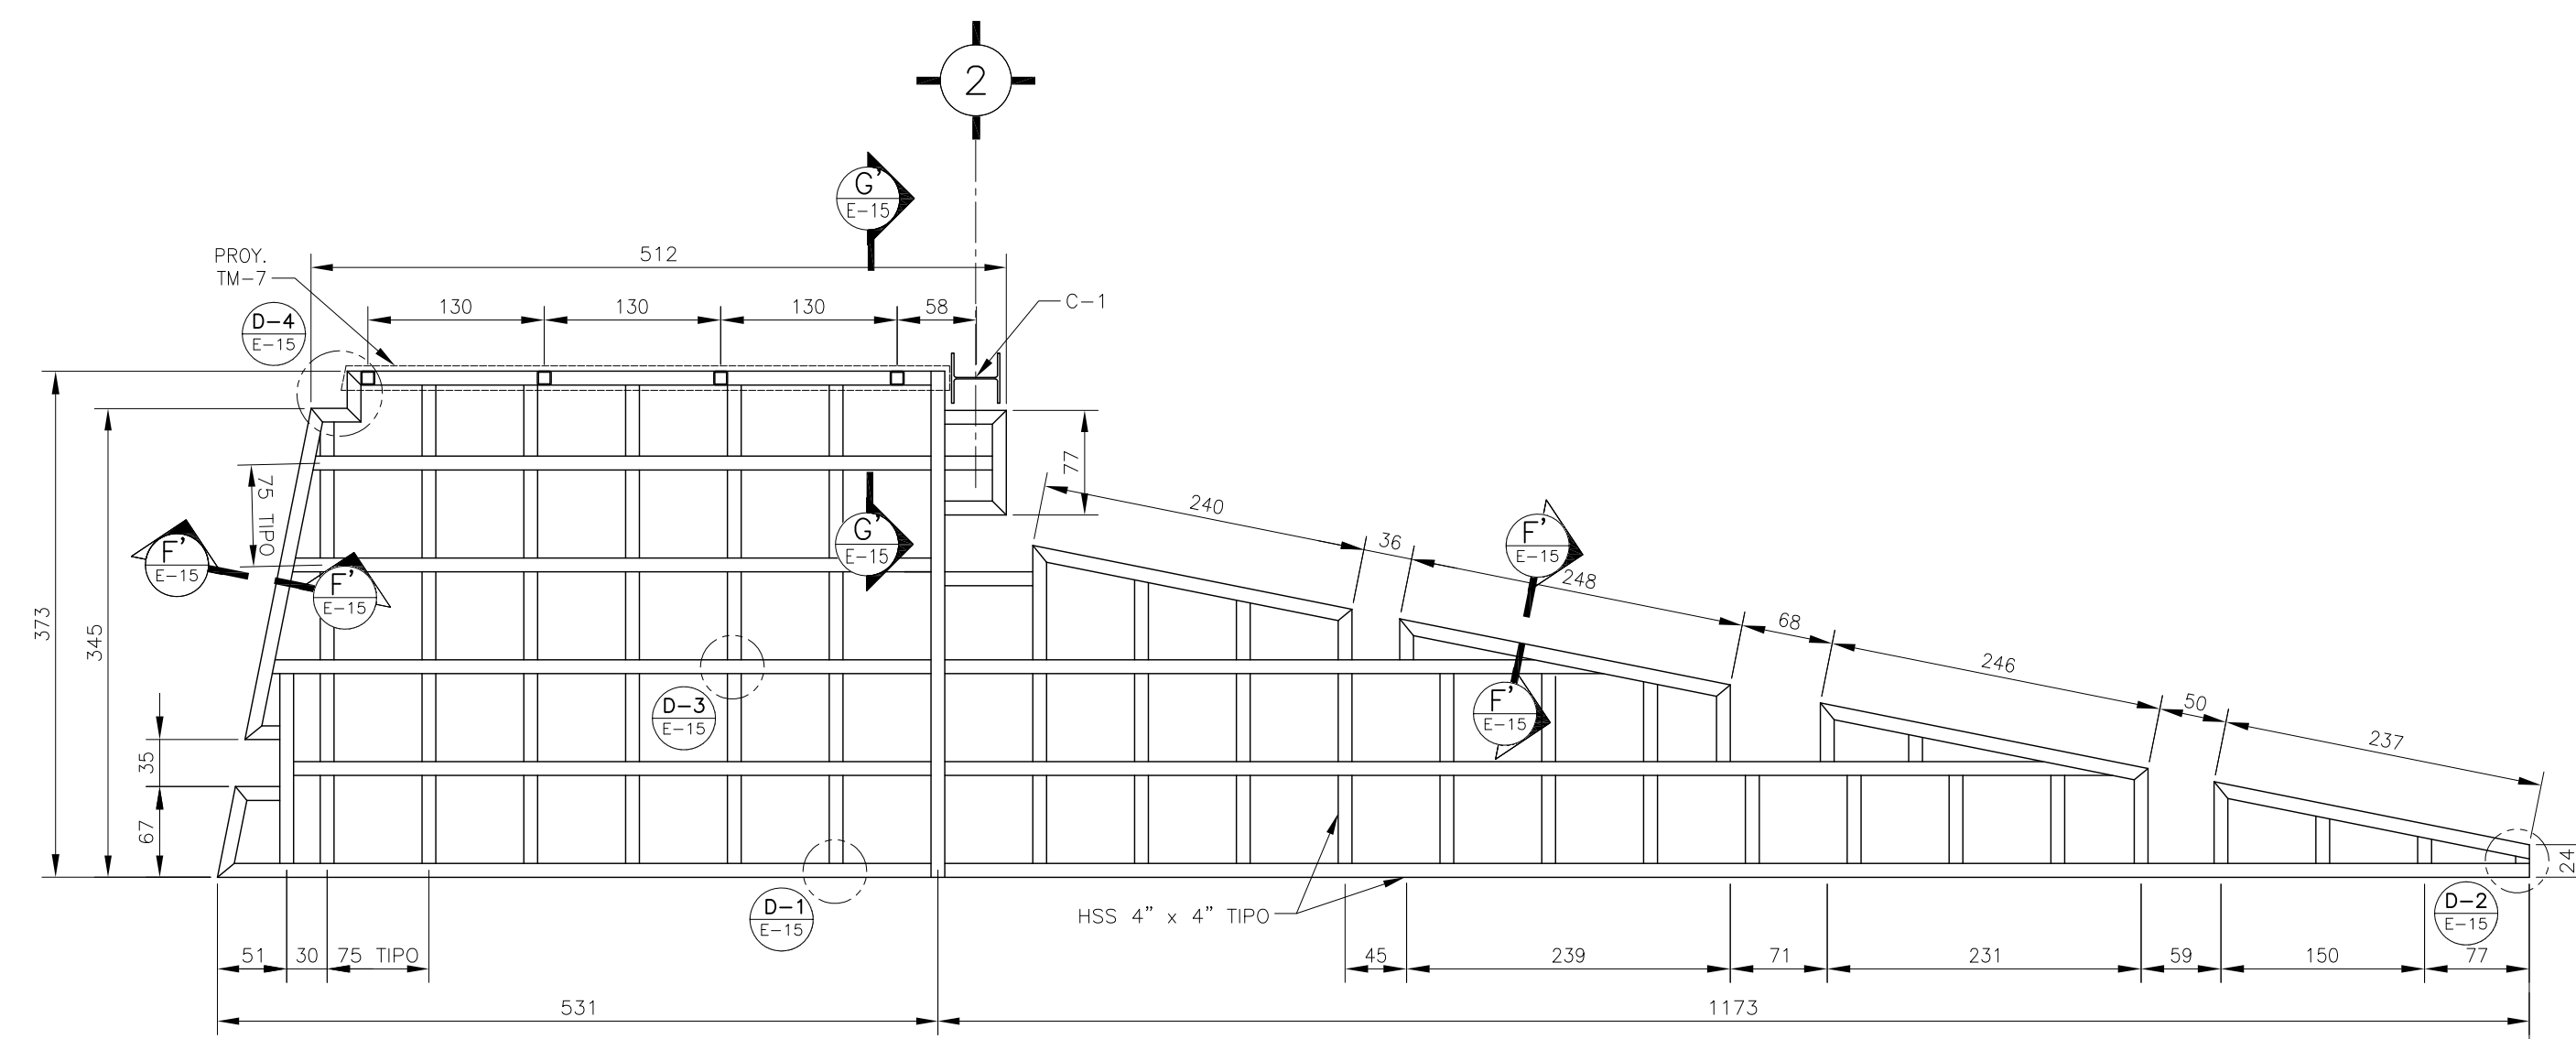 2
G'
E-15
PROY.
TM-7
512
130
130
130
58
C-1
D-4
E-15
77
240
36
F'
E-15
248
75 TIPO
G'
E-15
F'
E-15
F'
E-15
373
345
68
246
50
237
D-3
E-15
F'
E-15
35
67
24
D-1
E-15
HSS 4" x 4" TIPO
D-2
E-15
51
30
75 TIPO
45
239
71
231
59
150
77
531
1173